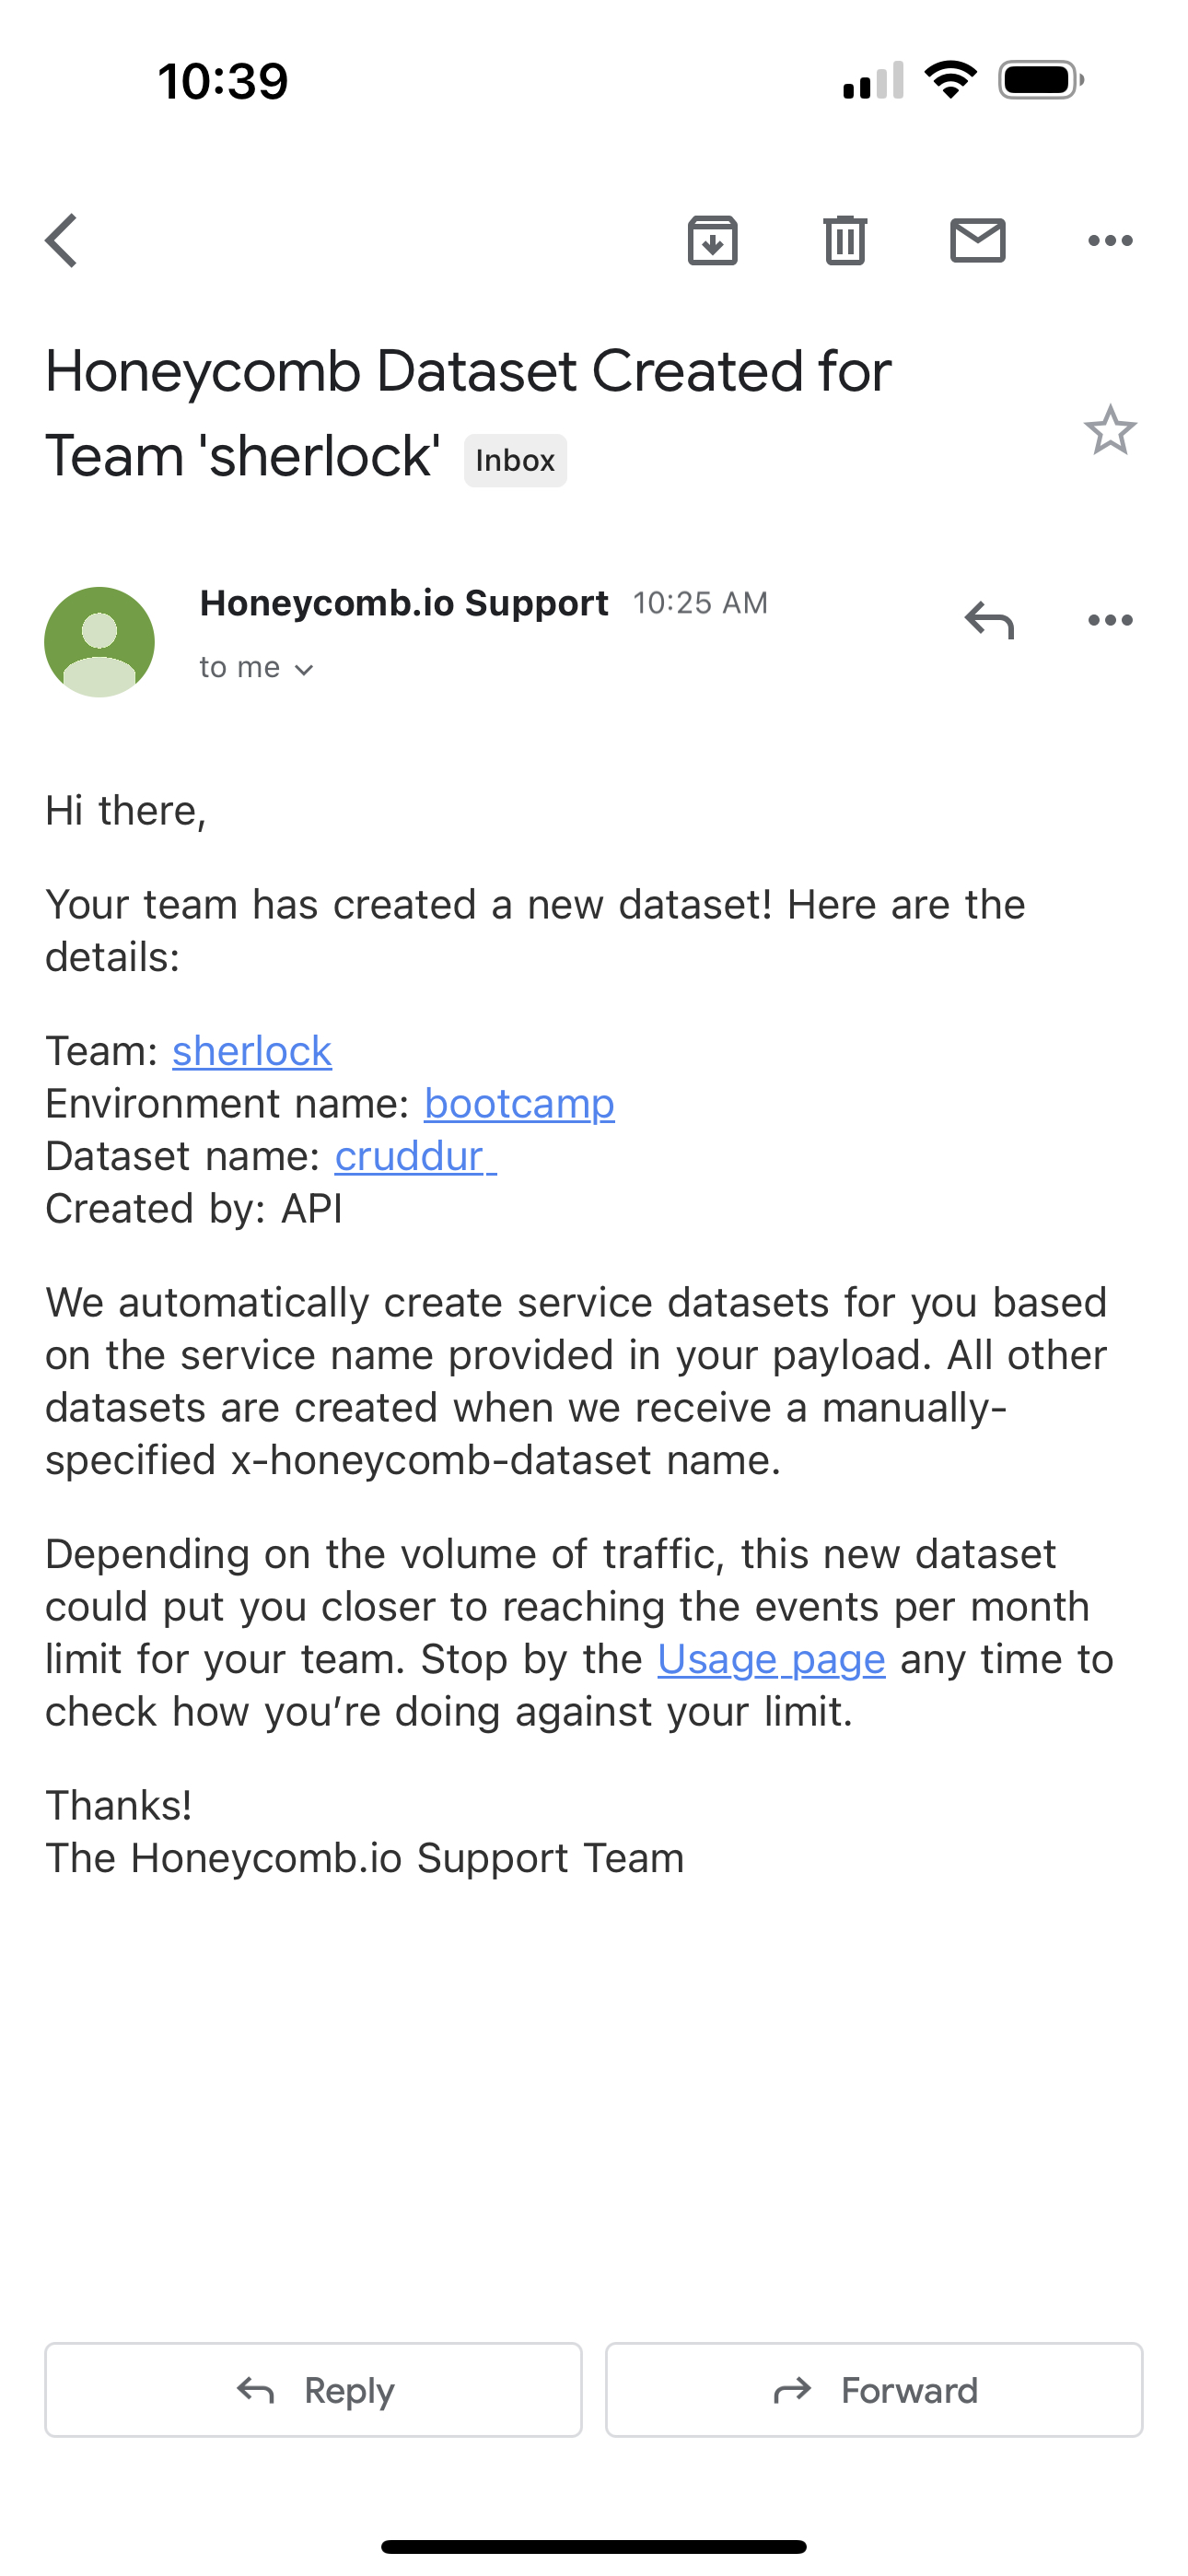 10:39
Honeycomb Dataset Created for
Team 'sherlock' Inbox
Honeycomb.io Support 10:25 AM
to me
Hi there,
Your team has created a new dataset! Here are the
details:
Team: sherlock
Environment name: bootcamp
Dataset name: cruddur
Created by: API
We automatically create service datasets for you based
on the service name provided in your payload. All other
datasets are created when we receive a manually-
specified x-honeycomb-dataset name.
Depending on the volume of traffic, this new dataset
could put you closer to reaching the events per month
limit for your team. Stop by the Usage page any time to
check how you’re doing against your limit.
Thanks!
The Honeycomb.io Support Team
Reply Forward